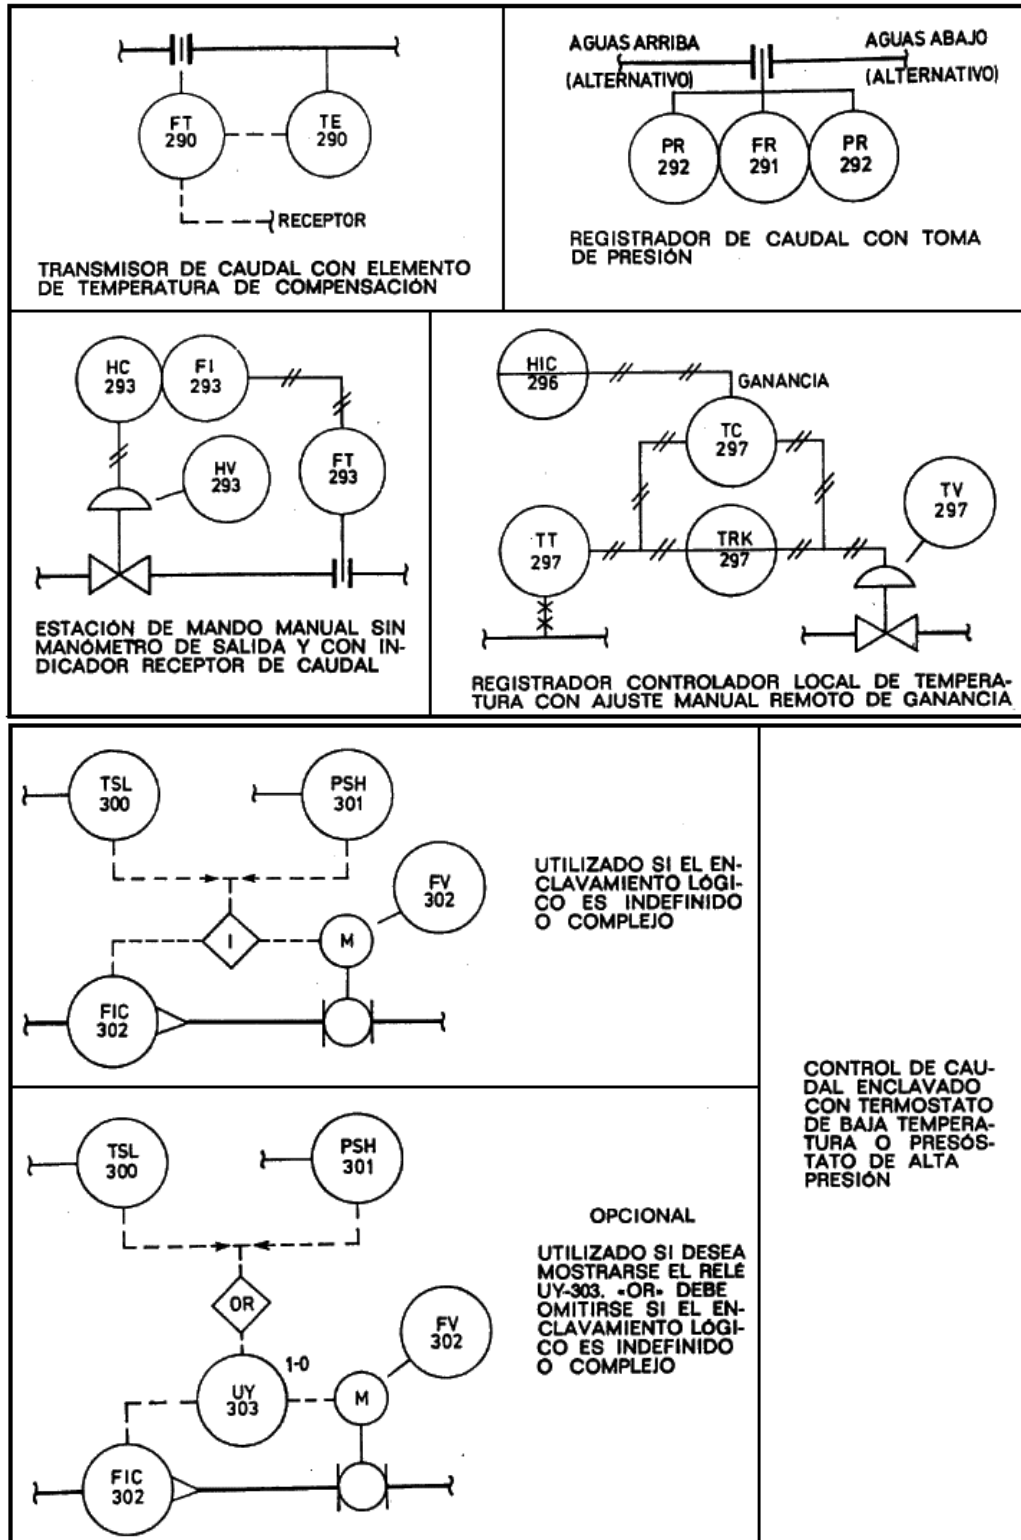 FT
290
TE
290
RECEPTOR
TRANSMISOR DE CAUDAL CON ELEMENTO
DE TEMPERATURA DE COMPENSACIÓN
AGUAS ARRIBA
(ALTERNATIVO)
AGUAS ABAJO
(ALTERNATIVO)
PR
292
FR
291
PR
292
REGISTRADOR DE CAUDAL CON TOMA
DE PRESIÓN
HC
293
FI
293
HV
293
FT
293
ESTACIÓN DE MANDO MANUAL SIN
MANÓMETRO DE SALIDA Y CON IN-
DICADOR RECEPTOR DE CAUDAL
HIC
296
GANANCIA
TC
297
TV
297
TT
297
TRK
297
REGISTRADOR CONTROLADOR LOCAL DE TEMPERA-
TURA CON AJUSTE MANUAL REMOTO DE GANANCIA
TSL
300
PSH
301
FV
302
I
M
FIC
302
UTILIZADO SI EL EN-
CLAVAMIENTO LÓGI-
CO ES INDEFINIDO
O COMPLEJO
TSL
300
PSH
301
OR
FV
302
1-0
UY
303
M
FIC
302
OPCIONAL
UTILIZADO SI DESEA
MOSTRARSE EL RELÉ
UY-303. «OR» DEBE
OMITIRSE SI EL EN-
CLAVAMIENTO LÓGI-
CO ES INDEFINIDO
O COMPLEJO
CONTROL DE CAU-
DAL ENCLAVADO
CON TERMOSTATO
DE BAJA TEMPERA-
TURA O PRESÓS-
TATO DE ALTA
PRESIÓN